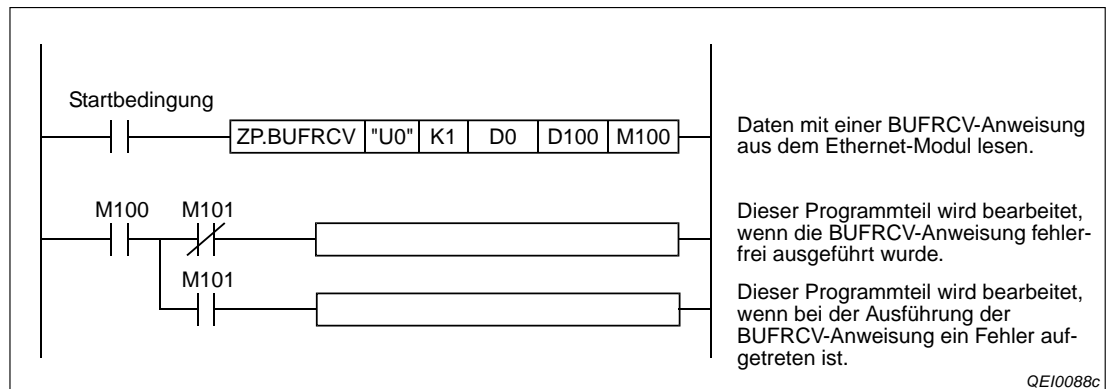 Startbedingung
ZP.BUFRCV "U0" K1 D0 D100 M100
Daten mit einer BUFRCV-Anweisung
aus dem Ethernet-Modul lesen.
M100 M101
Dieser Programmteil wird bearbeitet,
wenn die BUFRCV-Anweisung fehler-
frei ausgeführt wurde.
M101
Dieser Programmteil wird bearbeitet,
wenn bei der Ausführung der
BUFRCV-Anweisung ein Fehler auf-
getreten ist.
QEI0088c